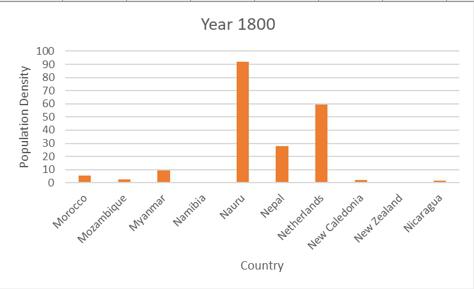 Year 1800
Population Density
100
90
80
70
60
50
40
30
20
10
0
Morocco
Mozambique
Myanmar
Namibia
Nauru
Nepal
Netherlands
New Caledonia
New Zealand
Nicaragua
Country